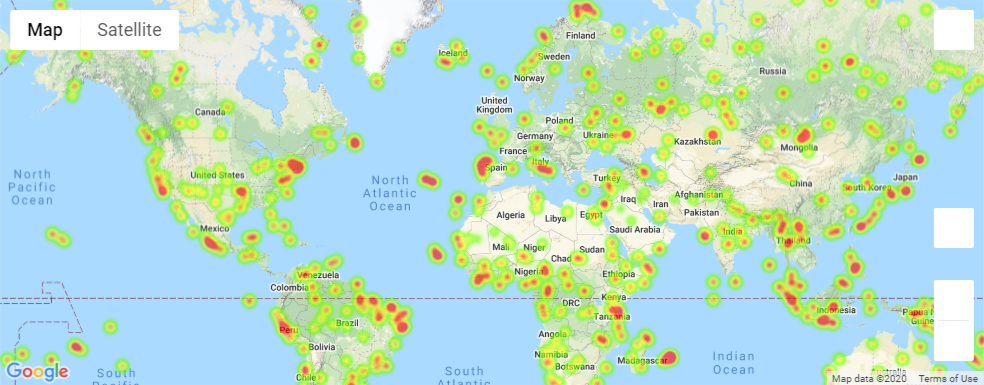 Map
Satellite
Finland
Iceland
Sweden
Russia
Norway
Canada
United
Kingdom
Poland
Germany
Ukraine
France
Kazakhstan
Mongolia
Spain
Italy
North
Pacific
Ocean
United States
North
Atlantic
Ocean
Turkey
China
South Korea
Japan
Afghanistan
Iraq
Iran
Pakistan
Algeria
Libya
Egypt
Saudi Arabia
Mexico
India
Thailand
Mali
Niger
Chad
Sudan
Nigeria
Ethiopia
Venezuela
Colombia
Kenya
DRC
Tanzania
Indonesia
Papua New
Guinea
Brazil
Peru
Angola
Bolivia
Namibia
Botswana
Madagascar
Indian
Ocean
Chile
South
South
Atlantic
Google
Australia
Map data ©2020
Terms of Use